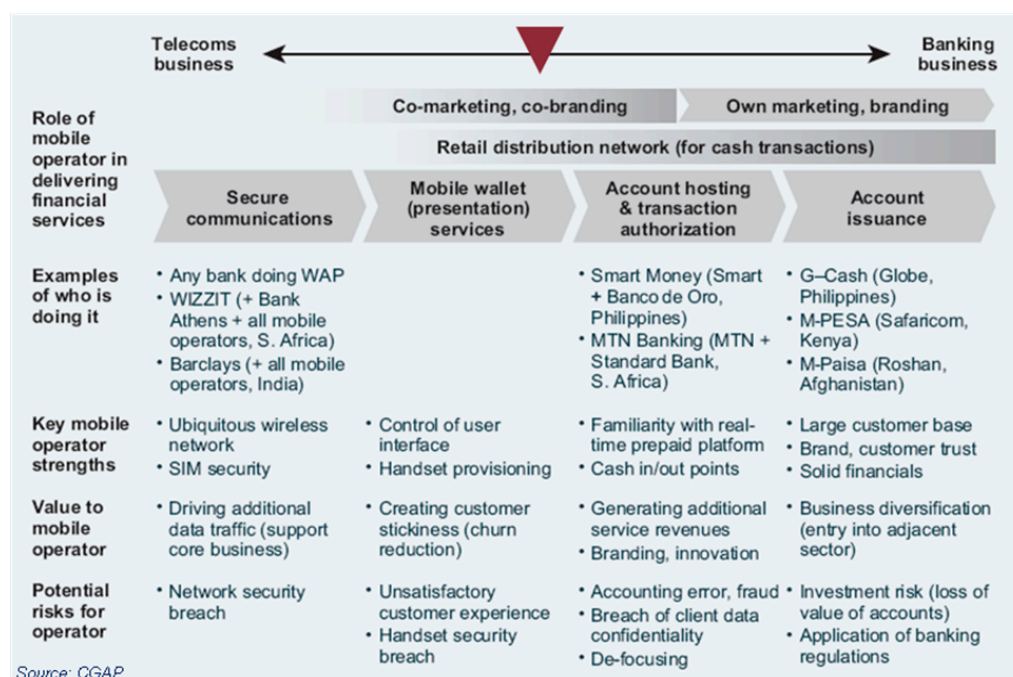 Telecoms
business
Banking
business
Role of
mobile
operator in
delivering
financial
services
Co-marketing, co-branding
Own marketing, branding
Retail distribution network (for cash transactions)
Secure
communications
Mobile wallet
(presentation)
services
Account hosting
& transaction
authorization
Account
issuance
Examples
of who is
doing it
• Any bank doing WAP
• WIZZIT (+ Bank
Athens + all mobile
operators, S. Africa)
• Barclays (+ all mobile
operators, India)
• Smart Money (Smart
+ Banco de Oro,
Philippines)
• MTN Banking (MTN +
Standard Bank,
S. Africa)
• G–Cash (Globe,
Philippines)
• M-PESA (Safaricom,
Kenya)
• M-Paisa (Roshan,
Afghanistan)
Key mobile
operator
strengths
• Ubiquitous wireless
network
• SIM security
• Control of user
interface
• Handset provisioning
• Familiarity with real-
time prepaid platform
• Cash in/out points
• Large customer base
• Brand, customer trust
• Solid financials
Value to
mobile
operator
• Driving additional
data traffic (support
core business)
• Creating customer
stickiness (churn
reduction)
• Generating additional
service revenues
• Branding, innovation
• Business diversification
(entry into adjacent
sector)
Potential
risks for
operator
• Network security
breach
• Unsatisfactory
customer experience
• Handset security
breach
• Accounting error, fraud
• Breach of client data
confidentiality
• De-focusing
• Investment risk (loss of
value of accounts)
• Application of banking
regulations
Source: CGAP